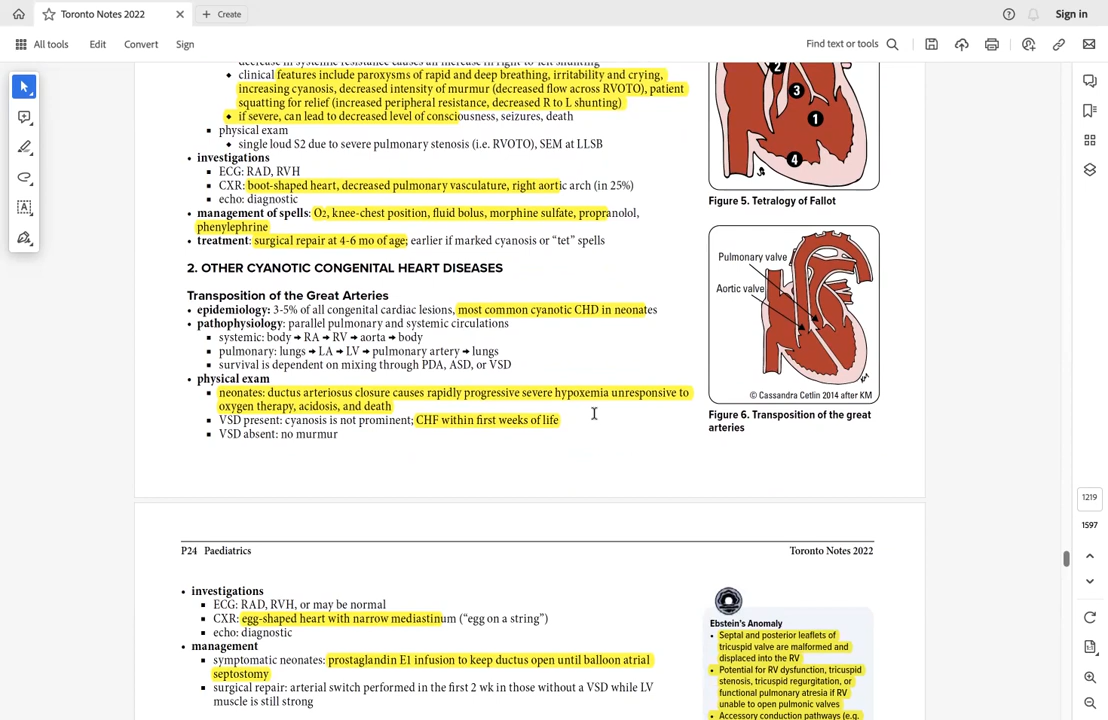 Toronto Notes 2022
Create
Sign in
All tools
Edit
Convert
Sign
Find text or tools
decrease in systemic resistance causes an increase in right-to-left shunting
◆ clinical features include paroxysms of rapid and deep breathing, irritability and crying,
increasing cyanosis, decreased intensity of murmur (decreased flow across RVOTO), patient
squatting for relief (increased peripheral resistance, decreased R to L shunting)
◆ if severe, can lead to decreased level of consciousness, seizures, death
■ physical exam
◆ single loud S2 due to severe pulmonary stenosis (i.e. RVOTO), SEM at LLSB
• investigations
■ ECG: RAD, RVH
■ CXR: boot-shaped heart, decreased pulmonary vasculature, right aortic arch (in 25%)
■ echo: diagnostic
• management of spells: O2, knee-chest position, fluid bolus, morphine sulfate, propranolol,
phenylephrine
• treatment: surgical repair at 4-6 mo of age; earlier if marked cyanosis or “tet” spells
2. OTHER CYANOTIC CONGENITAL HEART DISEASES
Transposition of the Great Arteries
• epidemiology: 3-5% of all congenital cardiac lesions, most common cyanotic CHD in neonates
• pathophysiology: parallel pulmonary and systemic circulations
■ systemic: body ➡ RA ➡ RV ➡ aorta ➡ body
■ pulmonary: lungs ➡ LA ➡ LV ➡ pulmonary artery ➡ lungs
■ survival is dependent on mixing through PDA, ASD, or VSD
• physical exam
■ neonates: ductus arteriosus closure causes rapidly progressive severe hypoxemia unresponsive to
oxygen therapy, acidosis, and death
■ VSD present: cyanosis is not prominent; CHF within first weeks of life
■ VSD absent: no murmur
2
3
1
4
Figure 5. Tetralogy of Fallot
Pulmonary valve
Aortic valve
KM
© Cassandra Cetlin 2014 after KM
Figure 6. Transposition of the great
arteries
1219
1597
P24 Paediatrics
Toronto Notes 2022
• investigations
■ ECG: RAD, RVH, or may be normal
■ CXR: egg-shaped heart with narrow mediastinum (“egg on a string”)
■ echo: diagnostic
• management
■ symptomatic neonates: prostaglandin E1 infusion to keep ductus open until balloon atrial
septostomy
■ surgical repair: arterial switch performed in the first 2 wk in those without a VSD while LV
muscle is still strong
Ebstein's Anomaly
• Septal and posterior leaflets of
tricuspid valve are malformed and
displaced into the RV
• Potential for RV dysfunction, tricuspid
stenosis, tricuspid regurgitation, or
functional pulmonary atresia if RV
unable to open pulmonic valves
• Accessory conduction pathways (e.g.